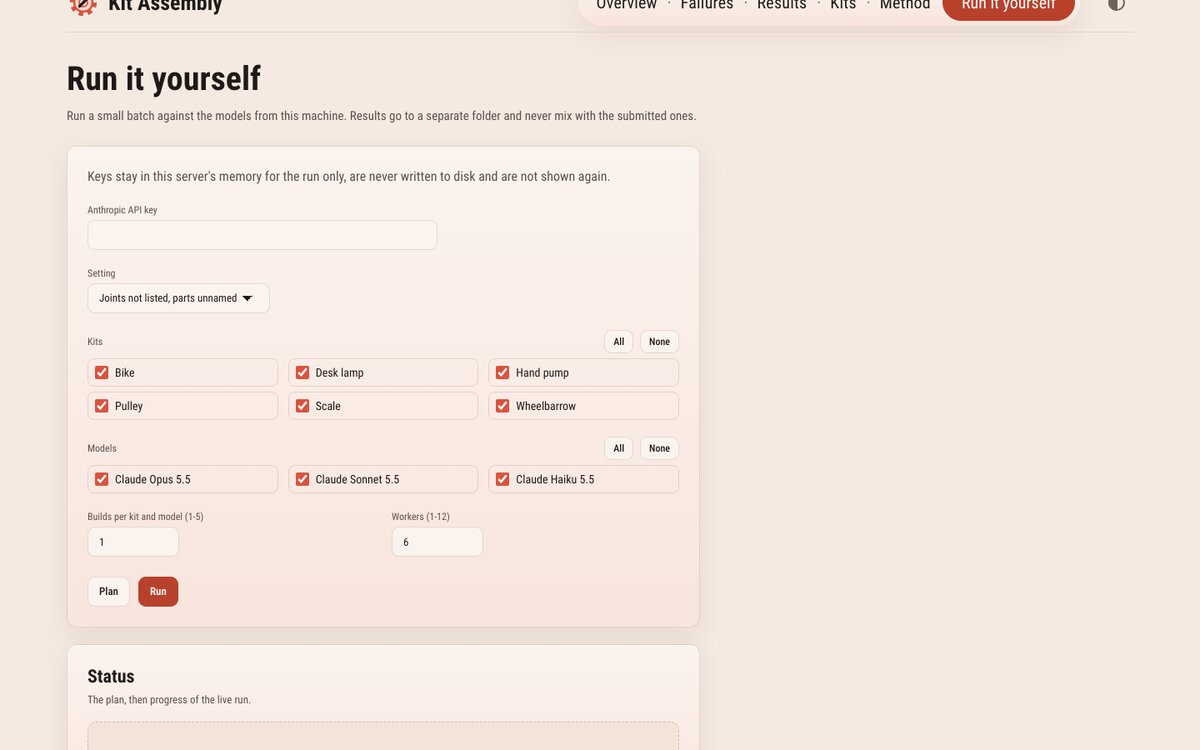 Kit Assembly
Overview · Failures · Results · Kits · Method Run it yourself
Run it yourself
Run a small batch against the models from this machine. Results go to a separate folder and never mix with the submitted ones.
Keys stay in this server's memory for the run only, are never written to disk and are not shown again.
Anthropic API key
Setting
Joints not listed, parts unnamed
Kits All None
Bike Desk lamp Hand pump
Pulley Scale Wheelbarrow
Models All None
Claude Opus 5.5 Claude Sonnet 5.5 Claude Haiku 5.5
Builds per kit and model (1-5) Workers (1-12)
1 6
Plan Run
Status
The plan, then progress of the live run.